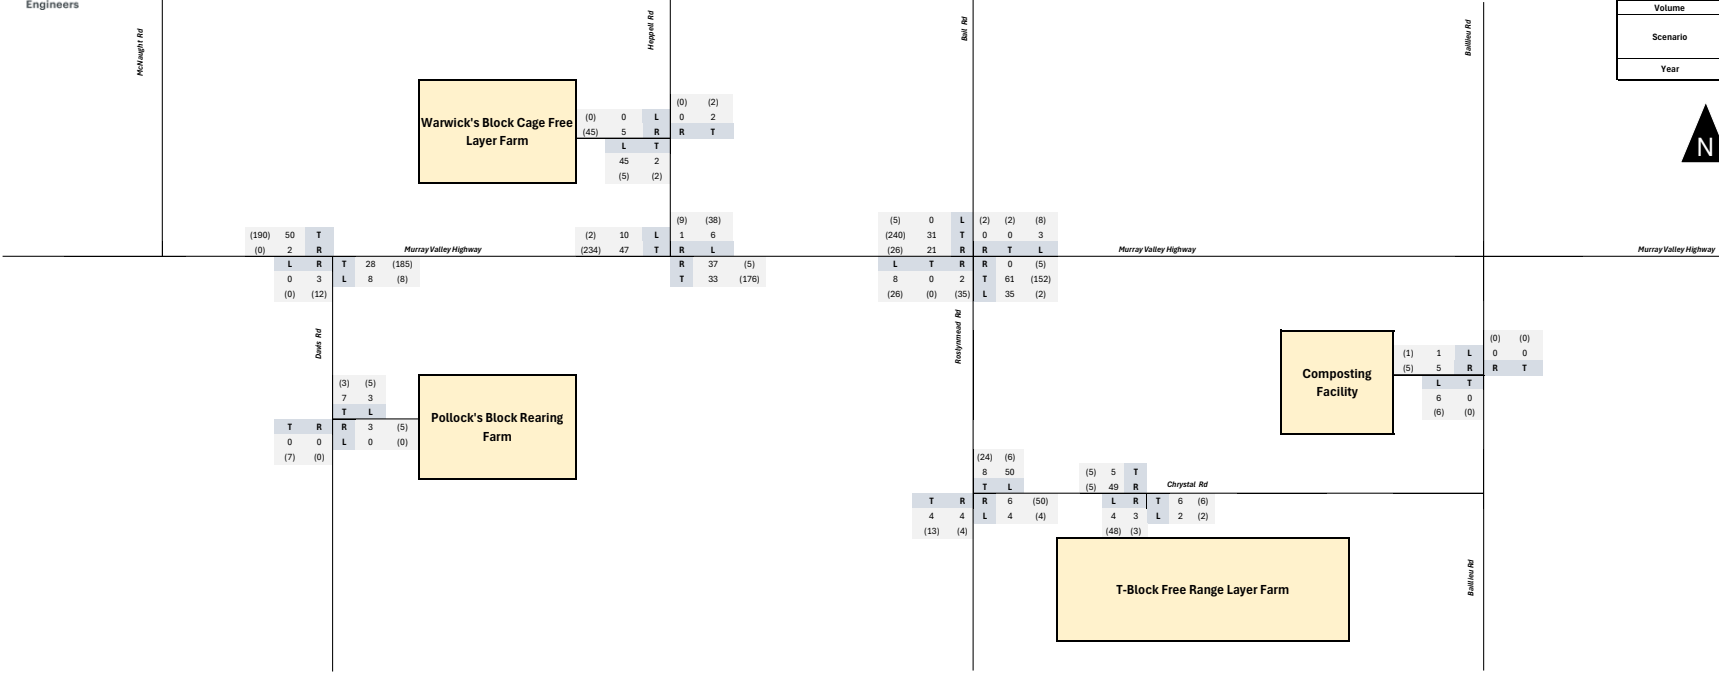 Engineers
McNaught Rd
Heppell Rd
Ball Rd
Baillieu Rd
Volume
Scenario
Year
N
Warwick's Block Cage Free
Layer Farm
(0) (2)
(0) 0 L 0 2
(45) 5 R R T
L T
45 2
(5) (2)
(190) 50 T
(0) 2 R
Murray Valley Highway
L R T 28 (185)
0 3 L 8 (8)
(0) (12)
(9) (38)
(2) 10 L 1 6
(234) 47 T R L
R 37 (5)
T 33 (176)
(5) 0 L (2) (2) (8)
(240) 31 T 0 0 3
(26) 21 R R T L
Murray Valley Highway
Murray Valley Highway
L T R R 0 (5)
8 0 2 T 61 (152)
(26) (0) (35) L 35 (2)
Davis Rd
Roslynmead Rd
(3) (5)
7 3
T L
T R R 3 (5)
0 0 L 0 (0)
(7) (0)
Pollock's Block Rearing
Farm
Composting
Facility
(0) (0)
(1) 1 L 0 0
(5) 5 R R T
L T
6 0
(6) (0)
(24) (6)
8 50
T L
T R R 6 (50)
4 4 L 4 (4)
(13) (4)
(5) 5 T
(5) 49 R
Chrystal Rd
L R T 6 (6)
4 3 L 2 (2)
(48) (3)
T-Block Free Range Layer Farm
Baillieu Rd